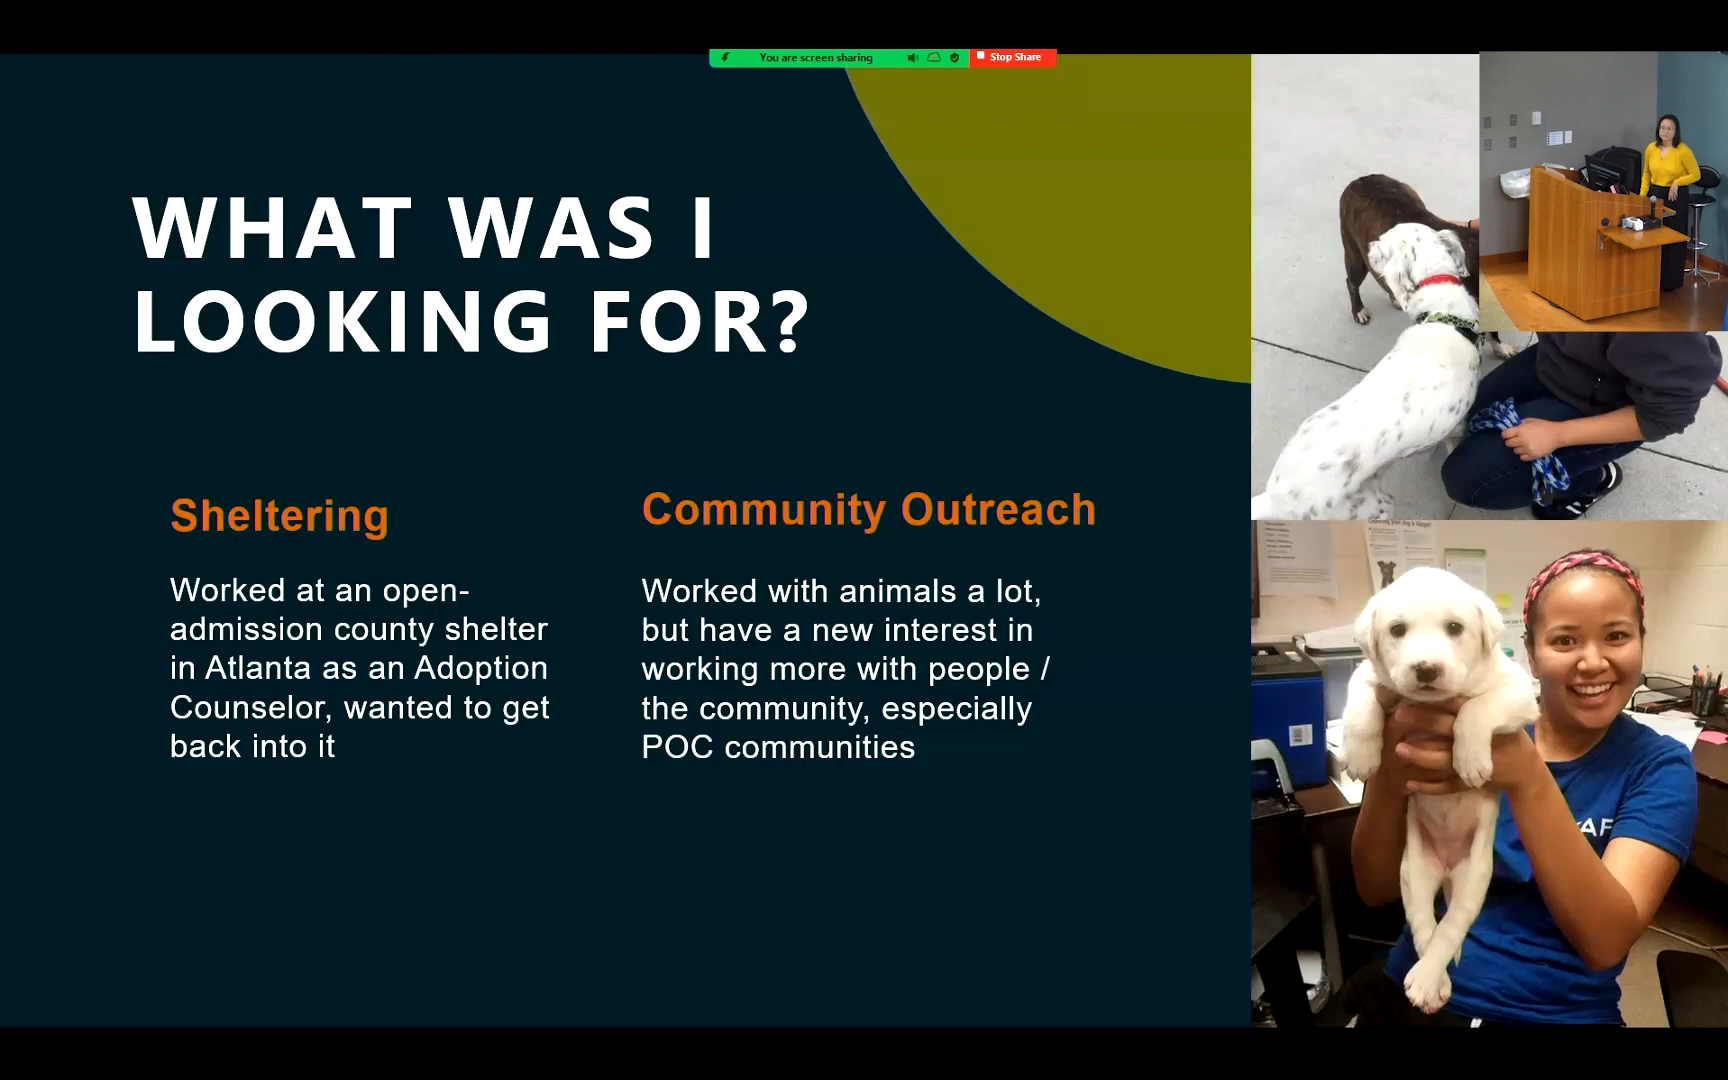 You are screen sharing
Stop Share
WHAT WAS I
LOOKING FOR?
Sheltering
Worked at an open-
admission county shelter
in Atlanta as an Adoption
Counselor, wanted to get
back into it
Community Outreach
Worked with animals a lot,
but have a new interest in
working more with people /
the community, especially
POC communities